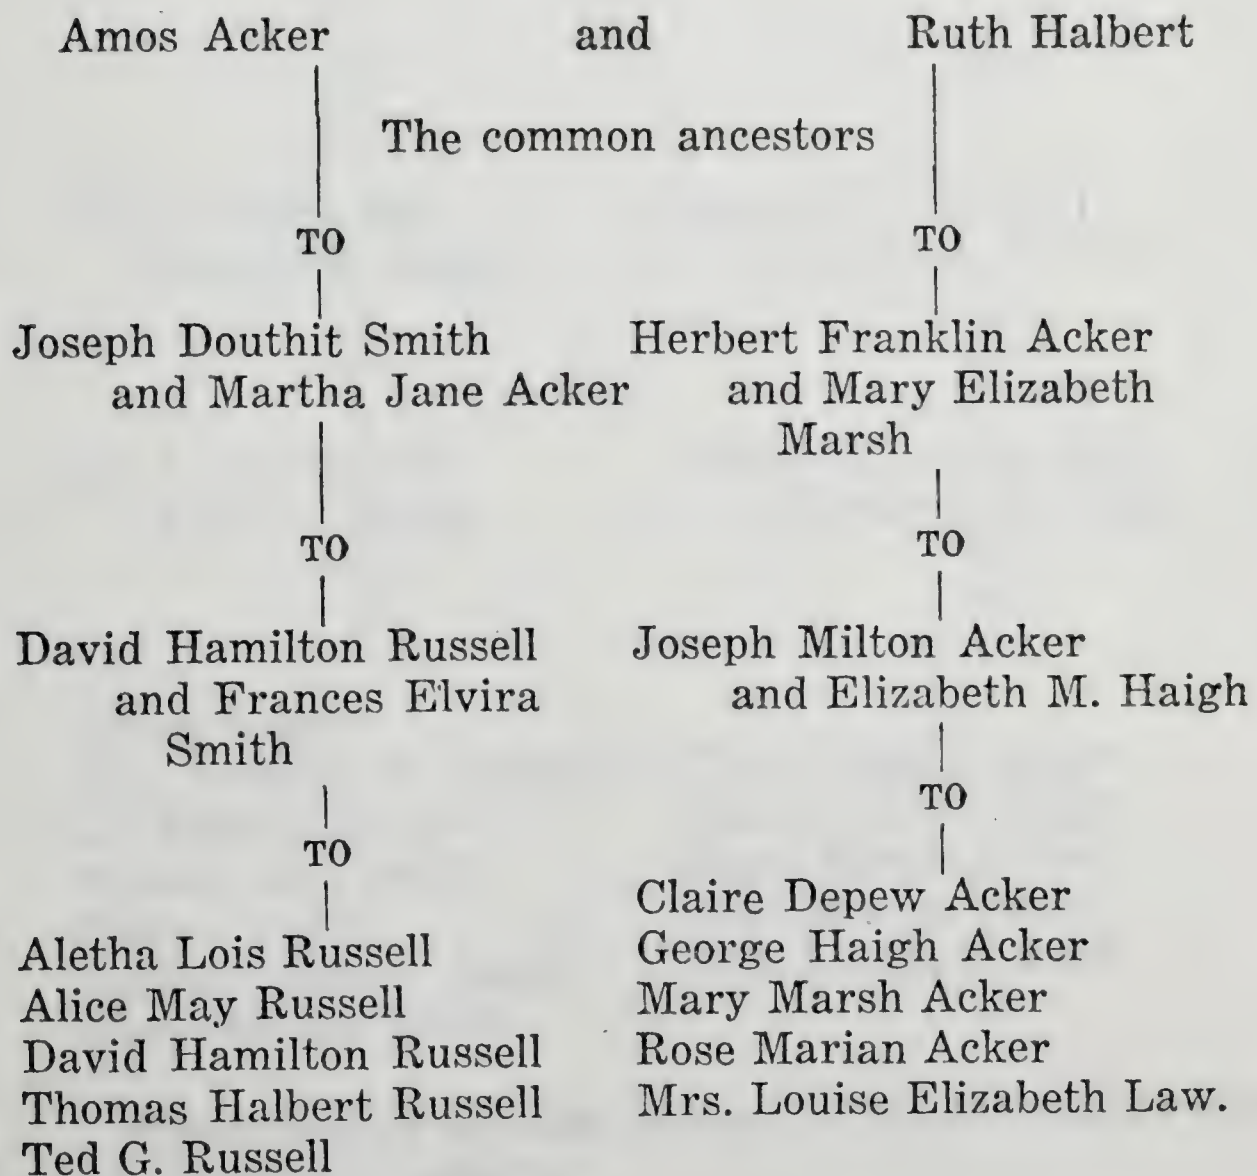 Amos Acker and Ruth Halbert
The common ancestors
TO TO
Joseph Douthit Smith
and Martha Jane Acker
Herbert Franklin Acker
and Mary Elizabeth
Marsh
TO
TO
David Hamilton Russell
and Frances Elvira
Smith
Joseph Milton Acker
and Elizabeth M. Haigh
TO
TO
Aletha Lois Russell
Alice May Russell
David Hamilton Russell
Thomas Halbert Russell
Ted G. Russell
Claire Depew Acker
George Haigh Acker
Mary Marsh Acker
Rose Marian Acker
Mrs. Louise Elizabeth Law.